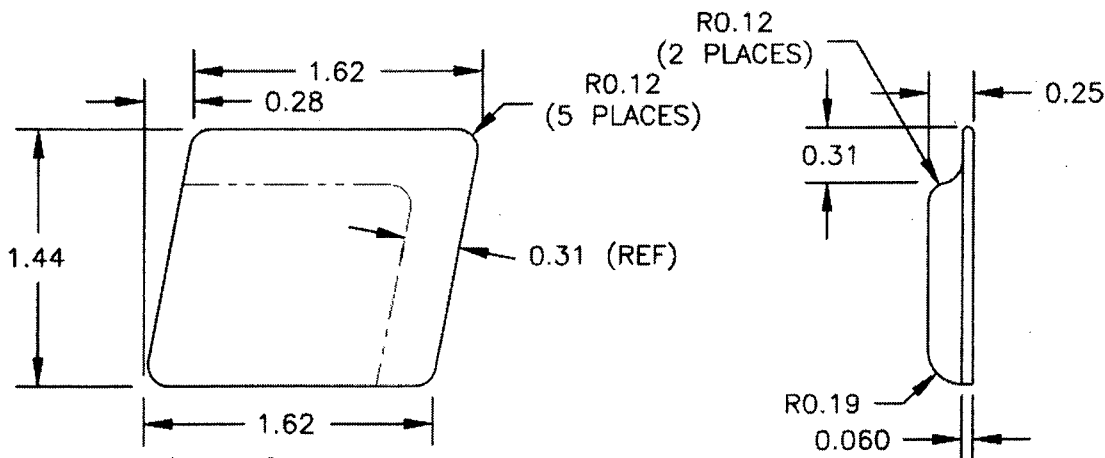 1.62
0.28
R0.12
(5 PLACES)
1.44
0.31 (REF)
1.62
R0.12
(2 PLACES)
0.25
0.31
R0.19
0.060